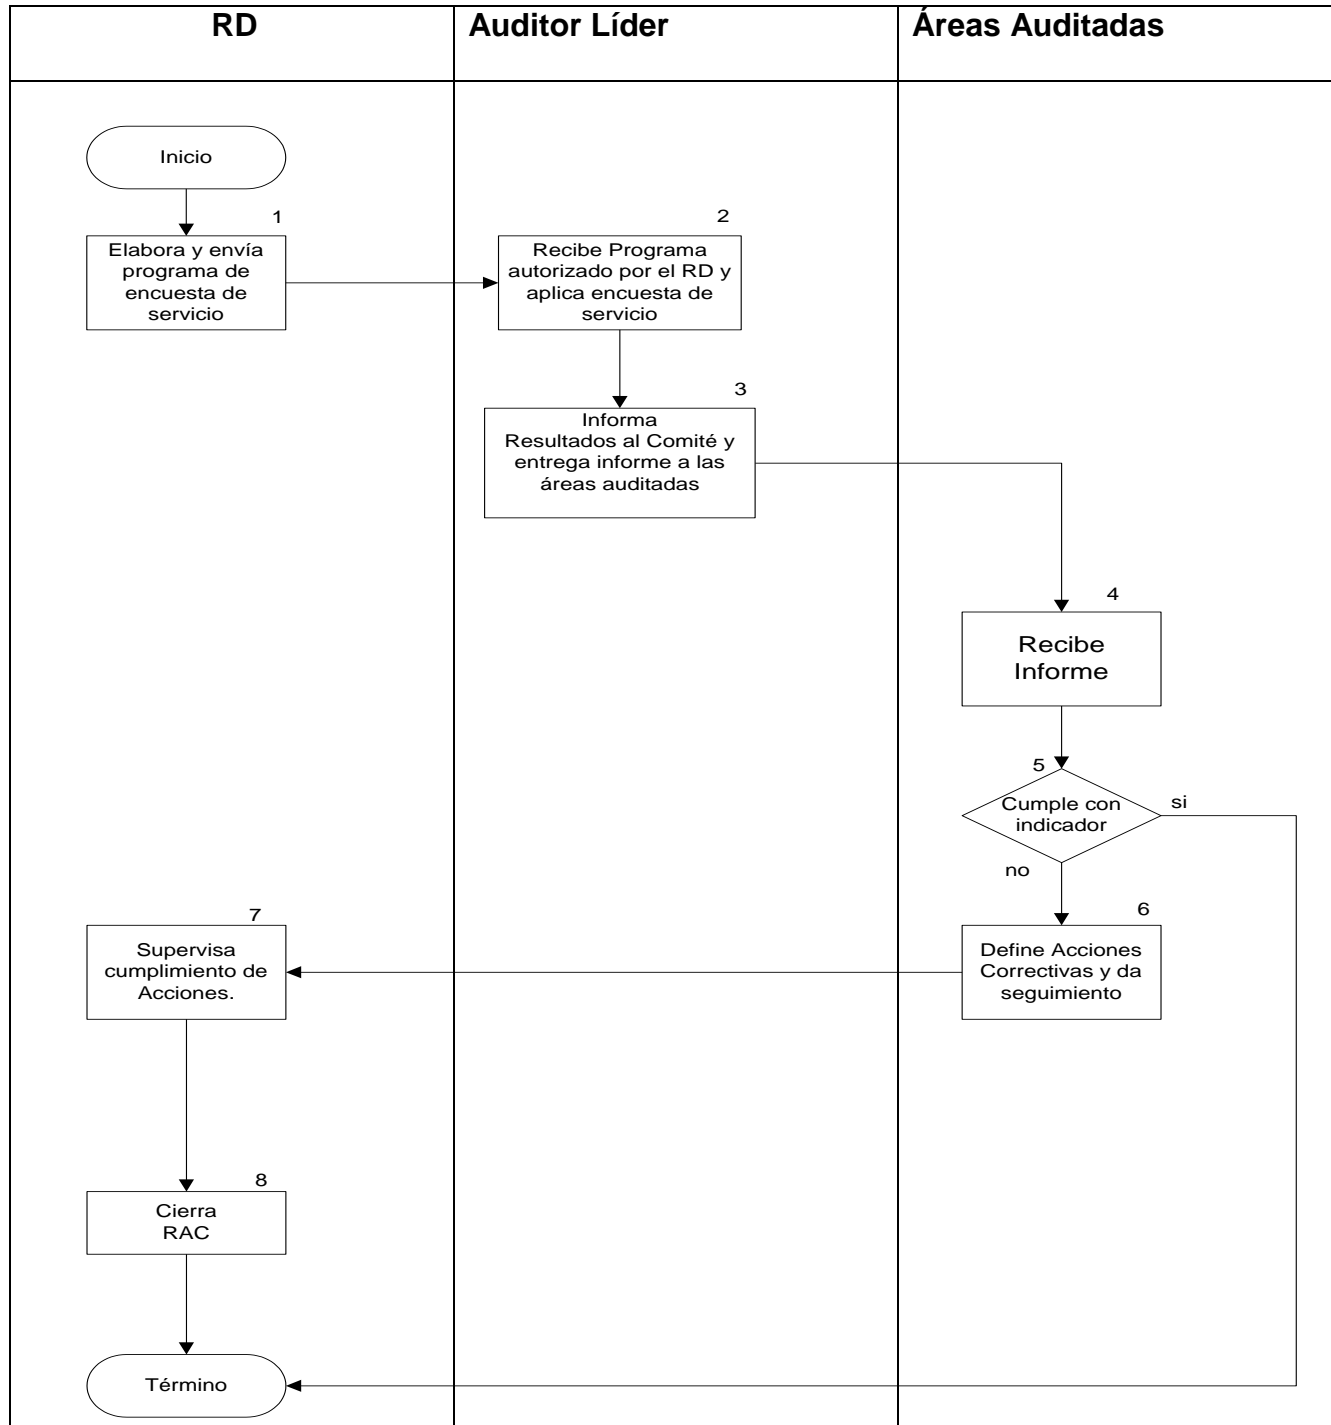 RD
Auditor Líder
Áreas Auditadas
Inicio
1
Elabora y envía
programa de
encuesta de
servicio
2
Recibe Programa
autorizado por el RD y
aplica encuesta de
servicio
3
Informa
Resultados al Comité y
entrega informe a las
áreas auditadas
4
Recibe
Informe
5
Cumple con
indicador
si
no
6
Define Acciones
Correctivas y da
seguimiento
7
Supervisa
cumplimiento de
Acciones.
8
Cierra
RAC
Término